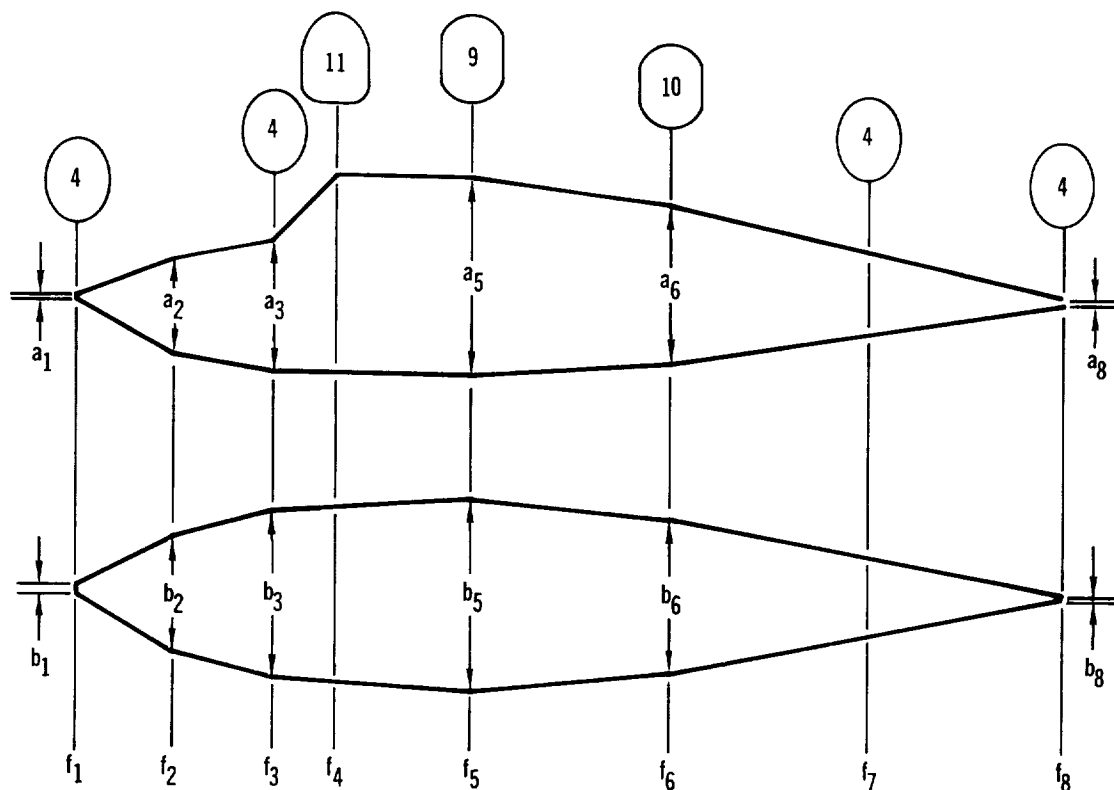 11
9
10
4
4
4
4
a₅
a₂
a₃
a₆
a₁
a₈
b₂
b₃
b₅
b₆
b₁
b₈
f₁
f₂
f₃
f₄
f₅
f₆
f₇
f₈